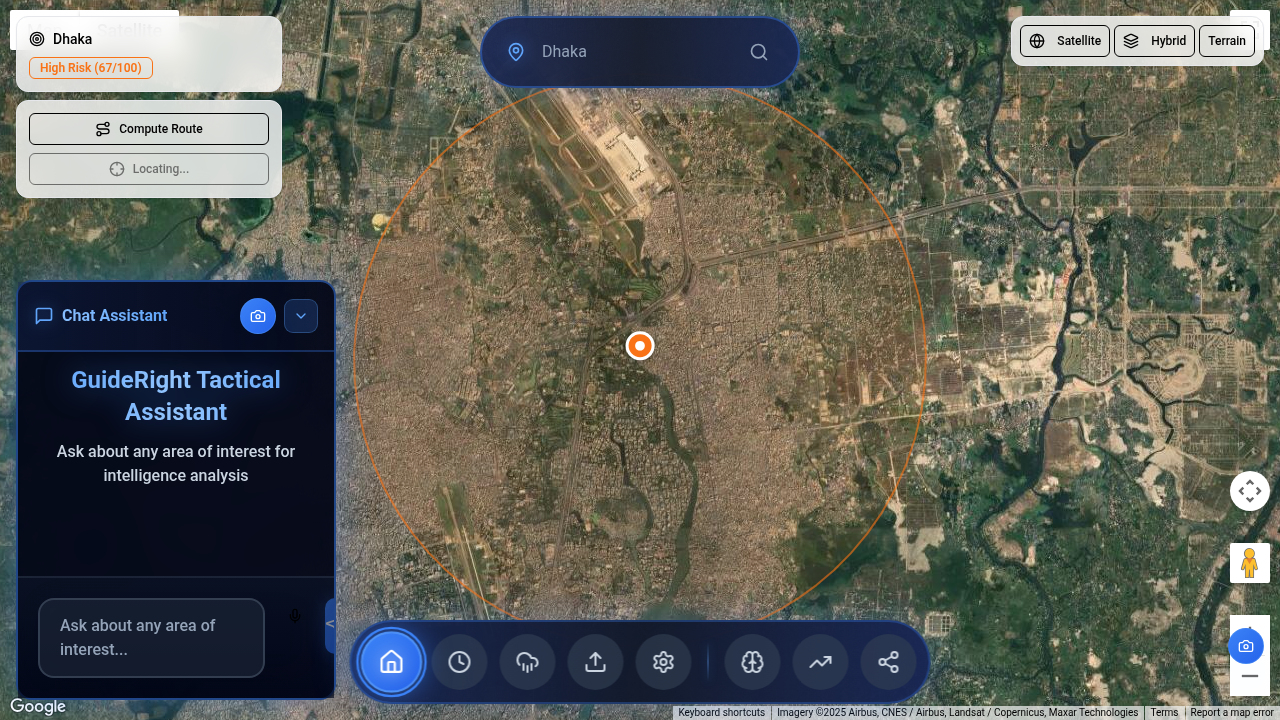 Dhaka
High Risk (67/100)
Compute Route
Locating...
Dhaka
Satellite
Hybrid
Terrain
Chat Assistant
GuideRight Tactical
Assistant
Ask about any area of interest for
intelligence analysis
Ask about any area of
interest...
<
Google
Keyboard shortcuts
Imagery ©2025 Airbus, CNES / Airbus, Landsat / Copernicus, Maxar Technologies
Terms
Report a map error